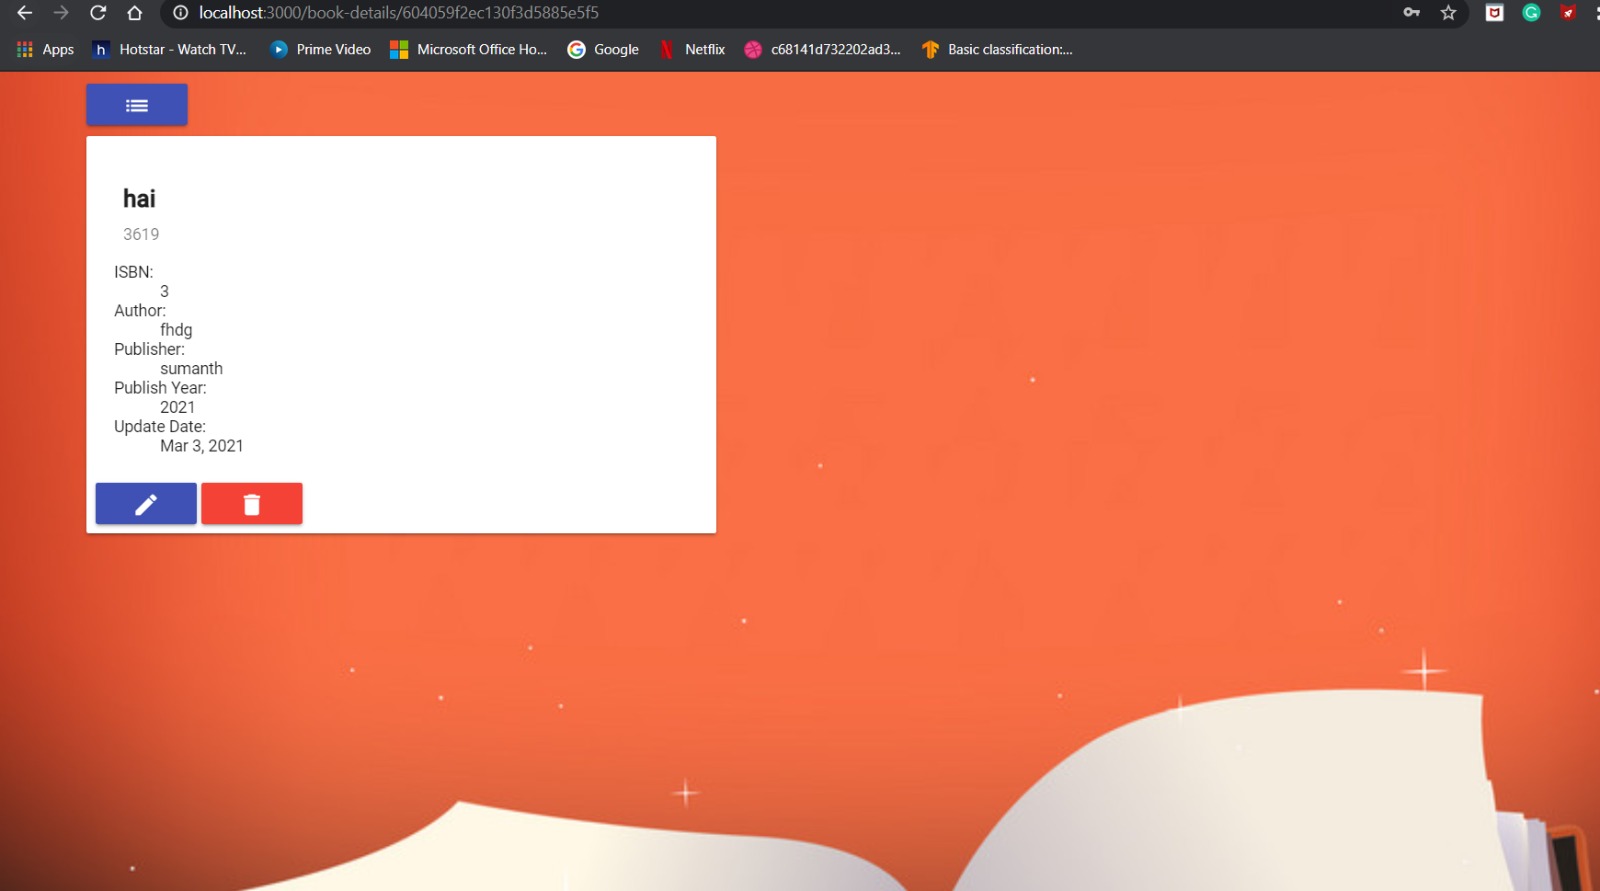 localhost:3000/book-details/604059f2ec130f3d5885e5f5
Apps h Hotstar - Watch TV... Prime Video Microsoft Office Ho... Google Netflix c68141d732202ad3... Basic classification:...
hai
3619
ISBN:
3
Author:
fhdg
Publisher:
sumanth
Publish Year:
2021
Update Date:
Mar 3, 2021